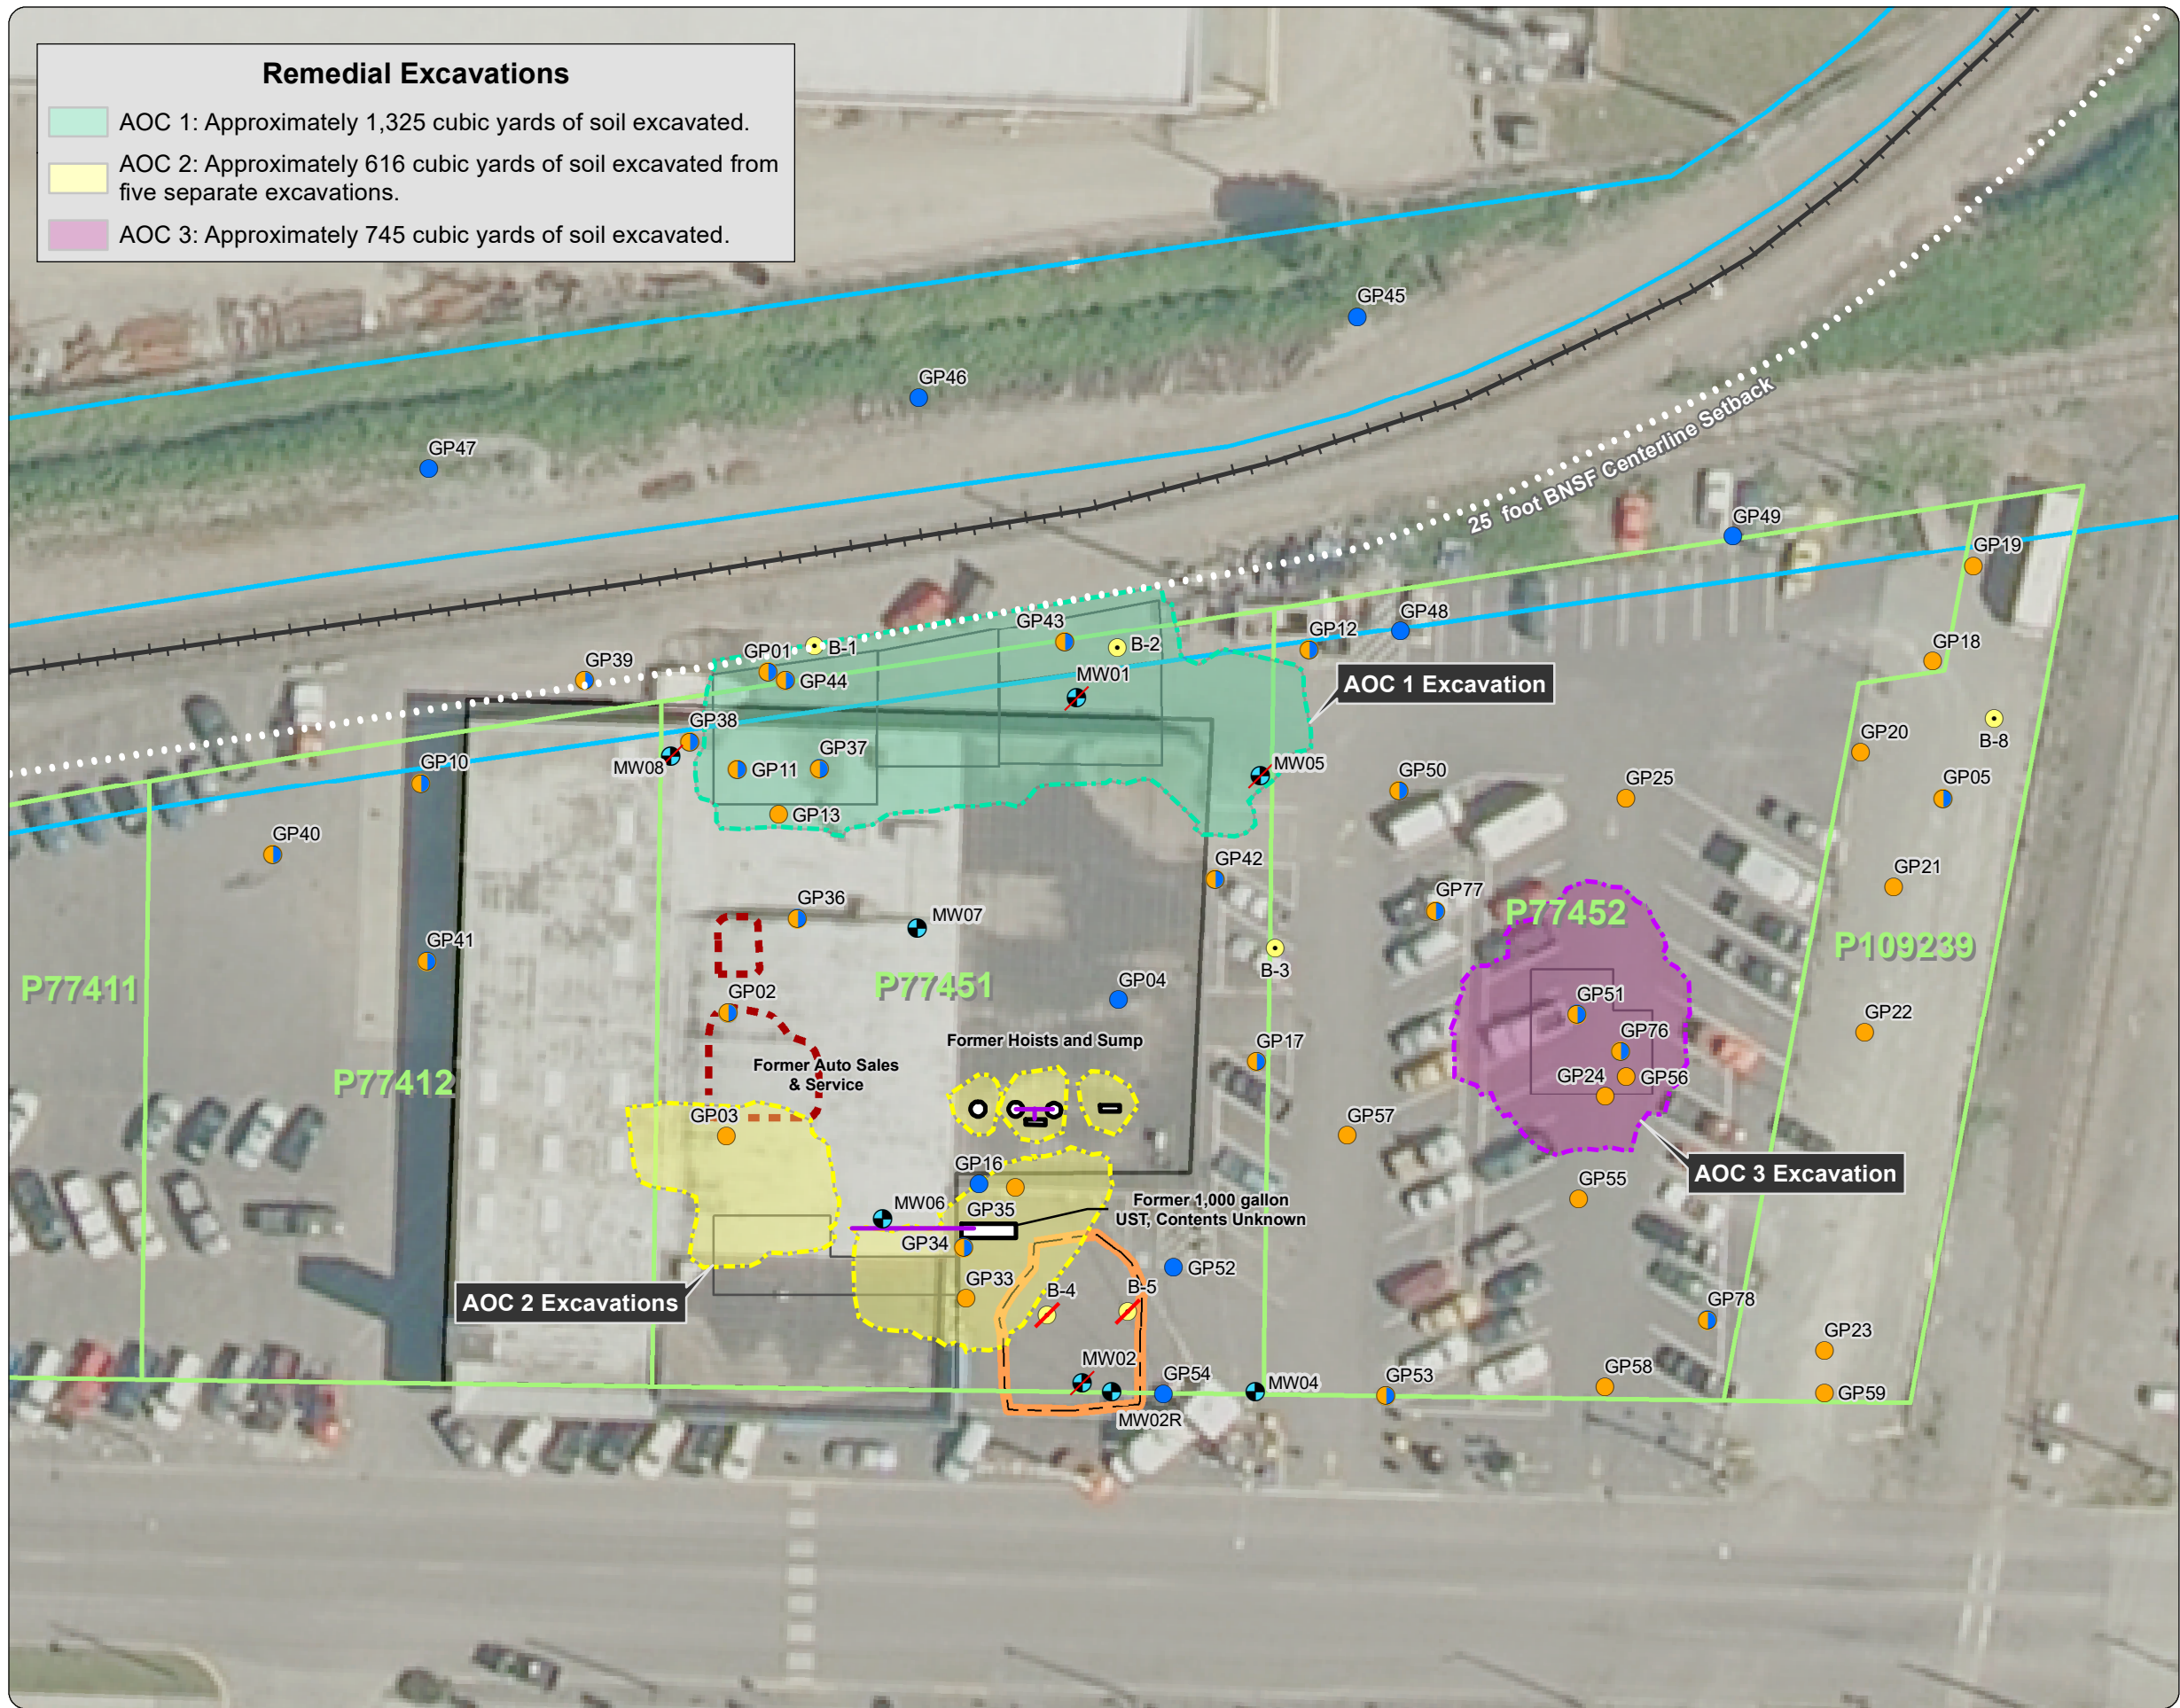 Remedial Excavations
AOC 1: Approximately 1,325 cubic yards of soil excavated.
AOC 2: Approximately 616 cubic yards of soil excavated from
five separate excavations.
AOC 3: Approximately 745 cubic yards of soil excavated.
GP45
GP46
GP47
25 foot BNSF Centerline Setback
GP49
GP19
GP48
GP12
GP43
B-2
B-1
GP01
GP44
GP39
GP18
MW01
AOC 1 Excavation
GP38
GP20
B-8
GP37
GP11
MW08
MW05
GP10
GP50
GP25
GP05
GP13
GP40
GP42
GP21
GP77
GP36
MW07
P77452
P109239
GP41
B-3
P77411
P77451
GP02
GP04
GP51
GP22
GP76
Former Hoists and Sump
GP17
Former Auto Sales
& Service
P77412
GP24
GP56
GP03
GP57
GP16
AOC 3 Excavation
MW06
GP35
Former 1,000 gallon
UST, Contents Unknown
GP55
GP34
GP52
GP33
B-4
B-5
AOC 2 Excavations
GP78
GP23
MW02
GP54
MW04
GP53
GP58
GP59
MW02R